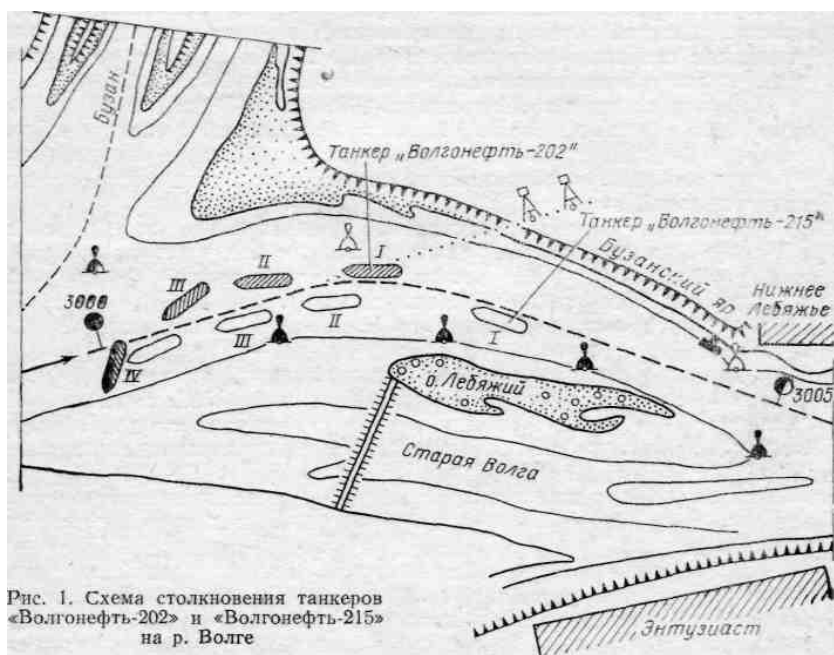 Бузан
Танкер „Волгонефть-202"
Танкер „Волгонефть-215"
I
II
III
Бузанский яр
Нижнее
Лебяжье
3000
II
I
III
IV
о. Лебяжий
3005
Старая Волга
Рис. 1. Схема столкновения танкеров
«Волгонефть-202» и «Волгонефть-215»
на р. Волге
Энтузиаст